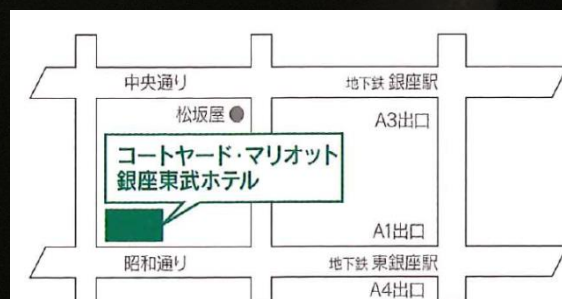 中央通り
地下鉄 銀座駅
松坂屋
A3出口
コートヤード・マリオット
銀座東武ホテル
A1出口
昭和通り
地下鉄 東銀座駅
A4出口